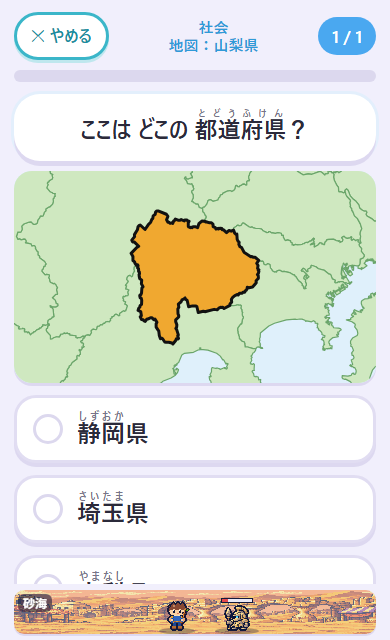 × やめる
社会
地図：山梨県
1 / 1
とどうふけん
ここは どこの 都道府県？
しずおか
静岡県
さいたま
埼玉県
やまなし
砂海